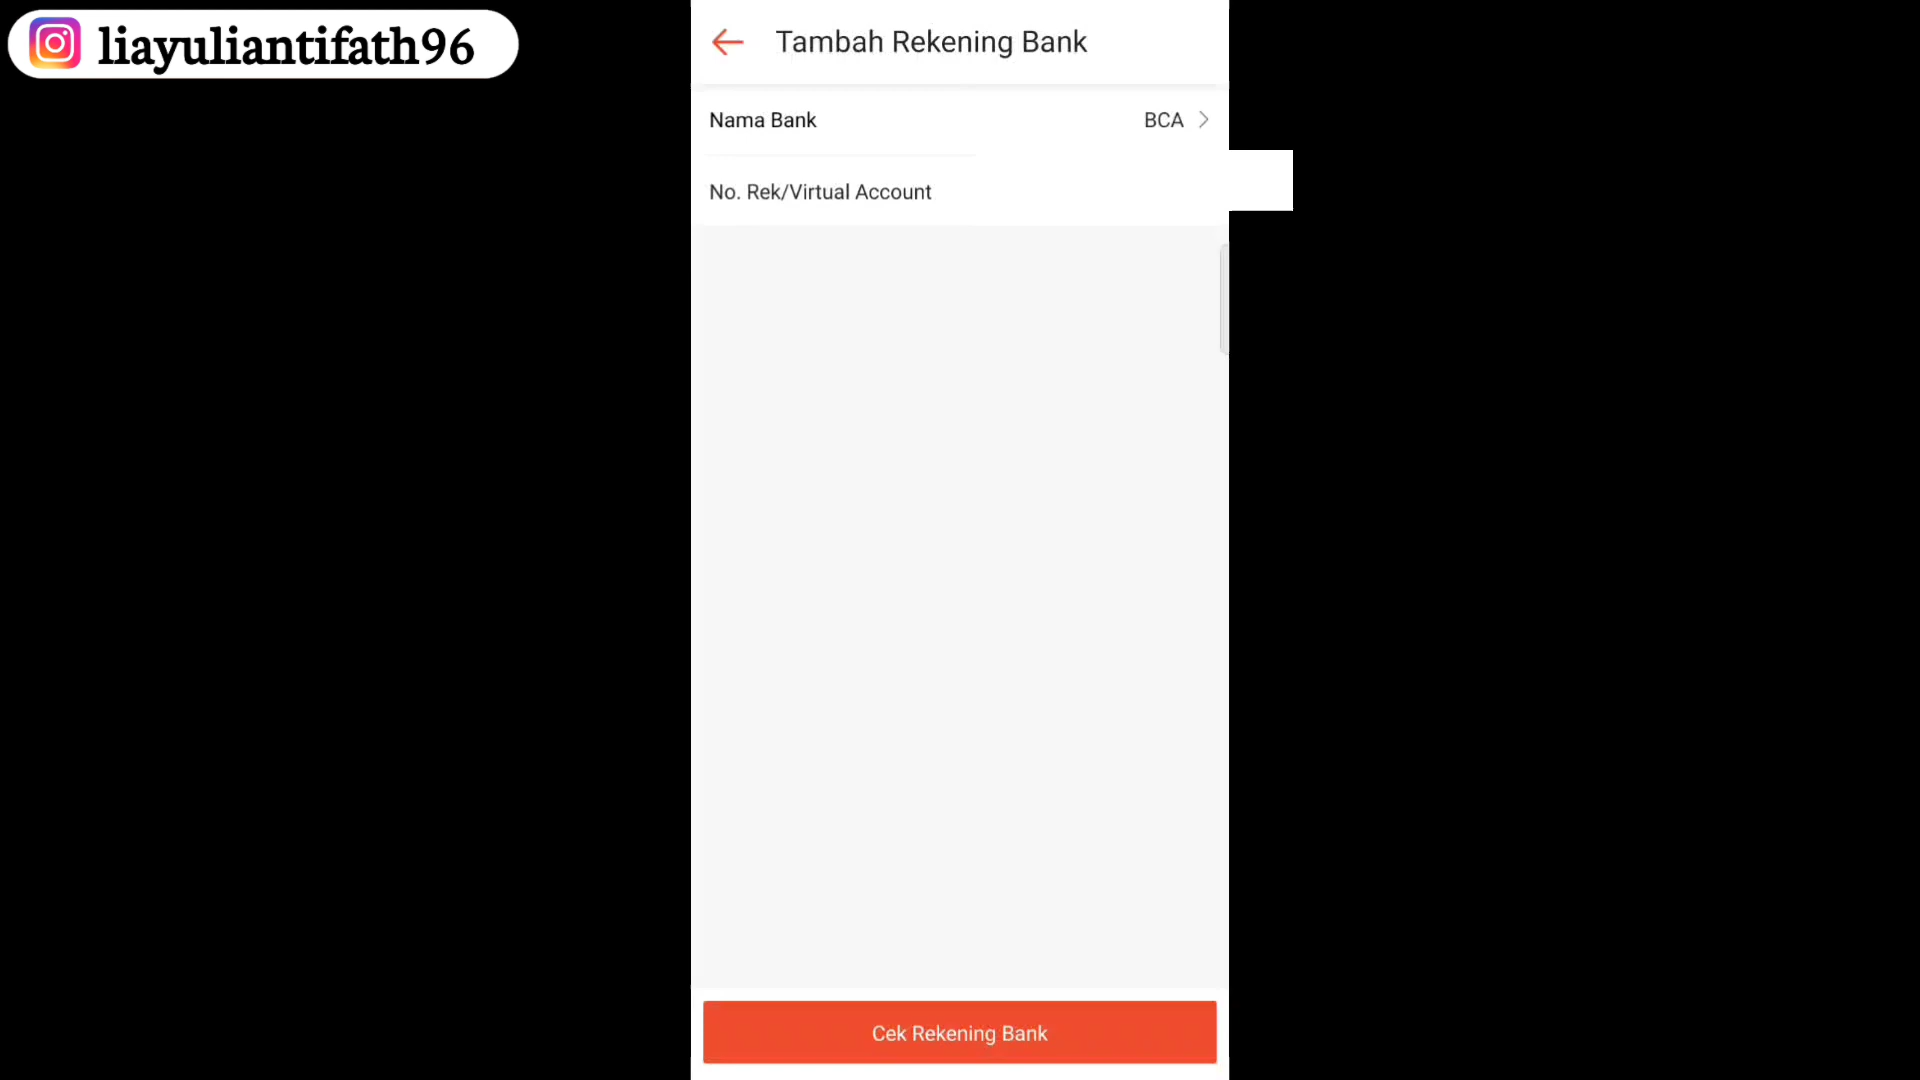 liayuliantifath96
Tambah Rekening Bank
Nama Bank BCA
No. Rek/Virtual Account
Cek Rekening Bank